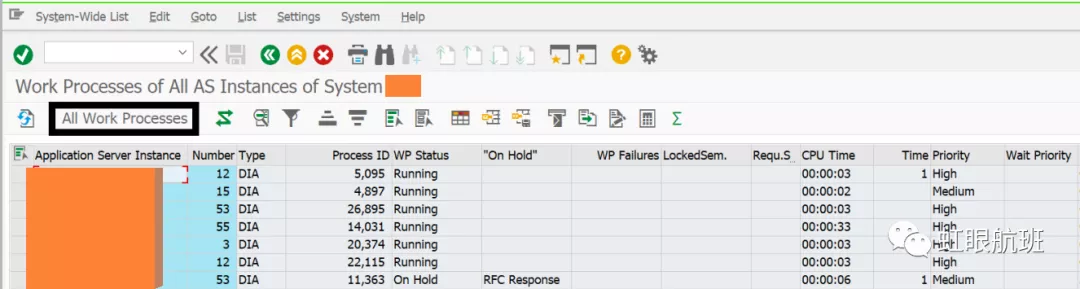 System-Wide List Edit Goto List Settings System Help
Work Processes of All AS Instances of System
All Work Processes
Application Server Instance Number Type Process ID WP Status "On Hold" WP Failures LockedSem. Requ.S CPU Time Time Priority Wait Priority
12 DIA 5,095 Running 00:00:03 1 High
15 DIA 4,897 Running 00:00:02 Medium
53 DIA 26,895 Running 00:00:03 High
55 DIA 14,031 Running 00:00:33 High
3 DIA 20,374 Running 00:00:03 High
12 DIA 22,115 Running 00:00:03 High
53 DIA 11,363 On Hold RFC Response 00:00:06 1 Medium
虹眼航班